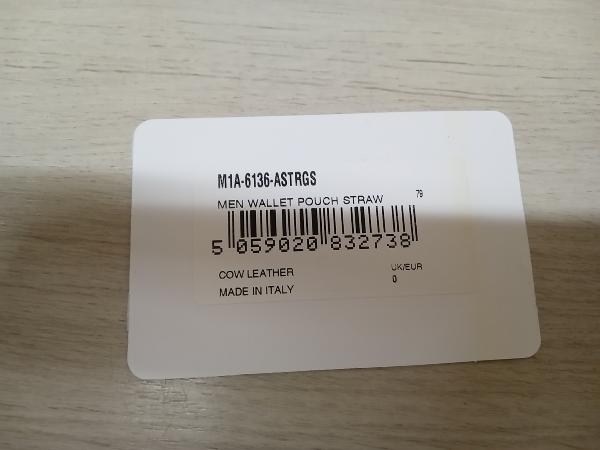 M1A-6136-ASTRGS
MEN WALLET POUCH STRAW
79
5 059020 832738
COW LEATHER
UK/EUR
MADE IN ITALY
0